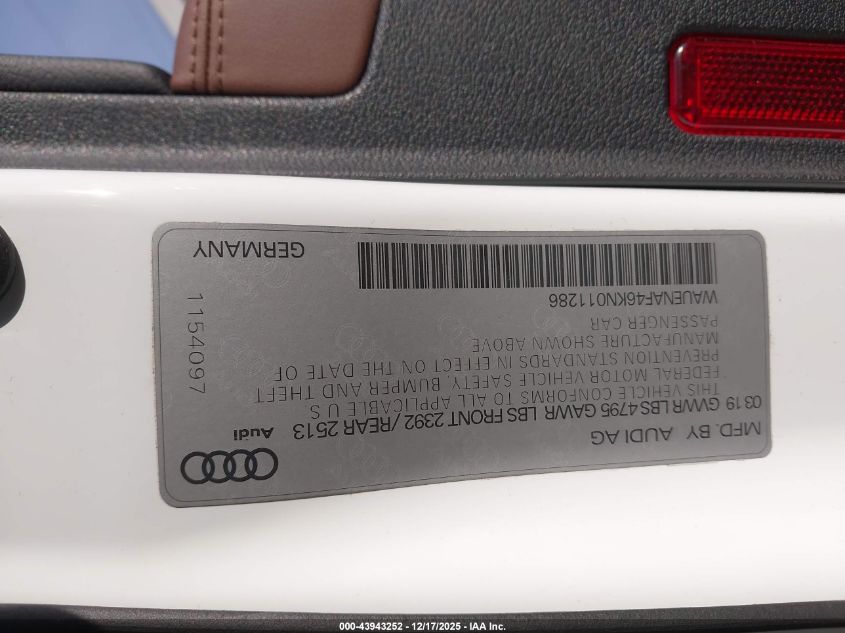 MFD. BY AUDI AG
Audi
03 19 GWWR LBS 4795 GAWR LBS FRONT 2392 / REAR 2513
THIS VEHICLE CONFORMS TO ALL APPLICABLE U S
FEDERAL MOTOR VEHICLE SAFETY, BUMPER AND THEFT
PREVENTION STANDARDS IN EFFECT ON THE DATE OF
MANUFACTURE SHOWN ABOVE
PASSENGER CAR
WAUENAF46KN011286
1154097
GERMANY
000-43943252 - 12/17/2025 - IAA Inc.